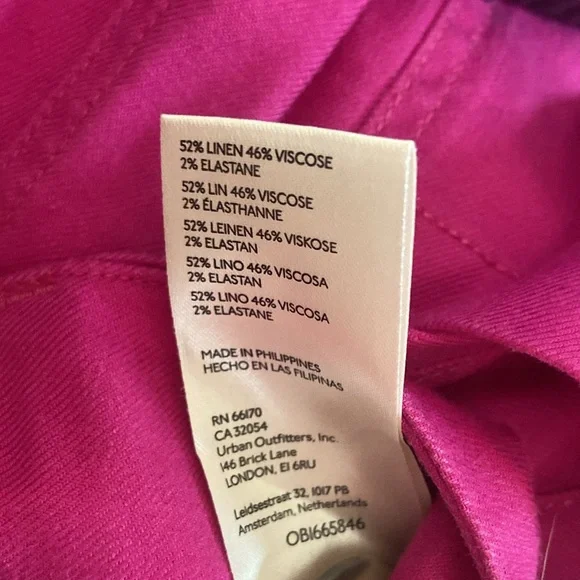 52% LINEN 46% VISCOSE
2% ELASTANE
52% LIN 46% VISCOSE
2% ÉLASTHANNE
52% LEINEN 46% VISKOSE
2% ELASTAN
52% LINO 46% VISCOSA
2% ELASTAN
52% LINO 46% VISCOSA
2% ELASTANE
MADE IN PHILIPPINES
HECHO EN LAS FILIPINAS
RN 66170
CA 32054
Urban Outfitters, Inc.
146 Brick Lane
LONDON, E1 6RU
Leidsestraat 32, 1017 PB
Amsterdam, Netherlands
OB1665846